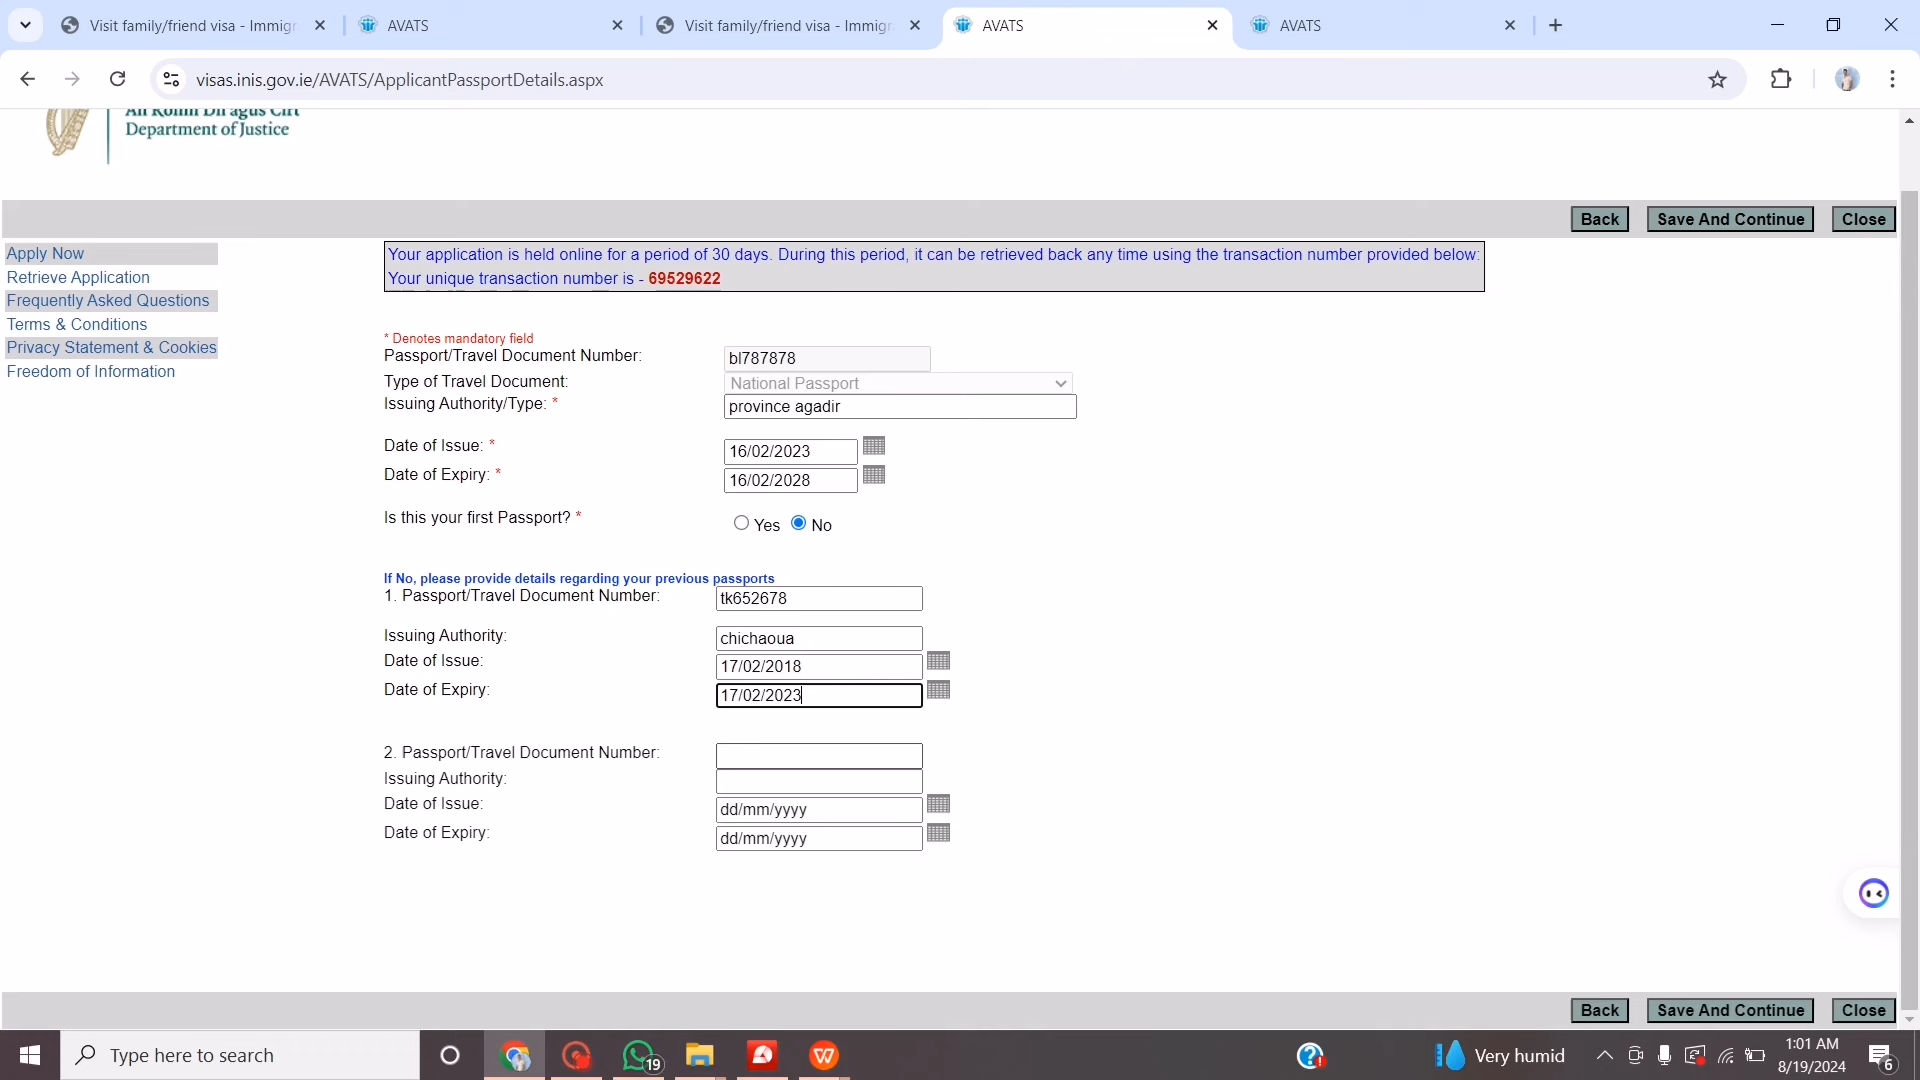 Visit family/friend visa - Immigr
AVATS
Visit family/friend visa - Immigr
AVATS
AVATS
visas.inis.gov.ie/AVATS/ApplicantPassportDetails.aspx
An Roinn Dlí agus Cirt
Department of Justice
Back
Save And Continue
Close
Apply Now
Retrieve Application
Frequently Asked Questions
Terms & Conditions
Privacy Statement & Cookies
Freedom of Information
Your application is held online for a period of 30 days. During this period, it can be retrieved back any time using the transaction number provided below:
Your unique transaction number is - 69529622
* Denotes mandatory field
Passport/Travel Document Number: bl787878
Type of Travel Document: National Passport
Issuing Authority/Type: * province agadir
Date of Issue: * 16/02/2023
Date of Expiry: * 16/02/2028
Is this your first Passport? * Yes No
If No, please provide details regarding your previous passports
1. Passport/Travel Document Number: tk652678
Issuing Authority: chichaoua
Date of Issue: 17/02/2018
Date of Expiry: 17/02/2023
2. Passport/Travel Document Number:
Issuing Authority:
Date of Issue: dd/mm/yyyy
Date of Expiry: dd/mm/yyyy
Back
Save And Continue
Close
Type here to search
19
Very humid
1:01 AM
8/19/2024
6